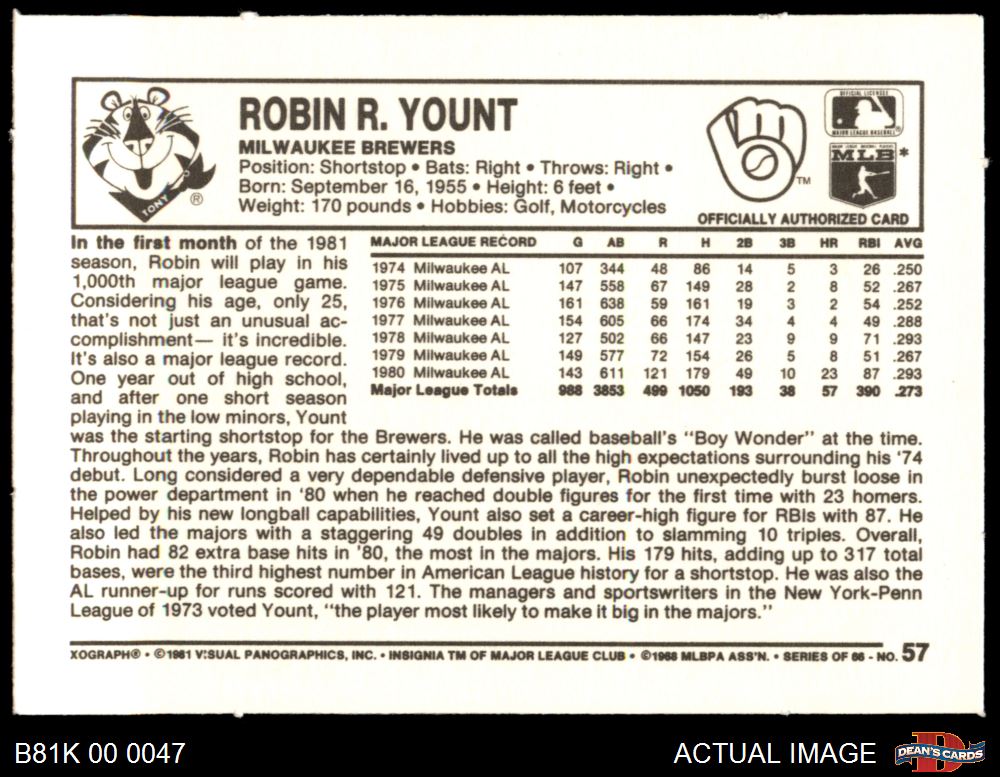 ROBIN R. YOUNT
MILWAUKEE BREWERS
Position: Shortstop • Bats: Right • Throws: Right •
Born: September 16, 1955 • Height: 6 feet •
Weight: 170 pounds • Hobbies: Golf, Motorcycles
TONY ®
M TM
OFFICIAL LICENSEE
MAJOR LEAGUE BASEBALL ®
MAJOR LEAGUE BASEBALL PLAYERS
MLB *
OFFICIALLY AUTHORIZED CARD
MAJOR LEAGUE RECORD G AB R H 2B 3B HR RBI AVG
1974 Milwaukee AL 107 344 48 86 14 5 3 26 .250
1975 Milwaukee AL 147 558 67 149 28 2 8 52 .267
1976 Milwaukee AL 161 638 59 161 19 3 2 54 .252
1977 Milwaukee AL 154 605 66 174 34 4 4 49 .288
1978 Milwaukee AL 127 502 66 147 23 9 9 71 .293
1979 Milwaukee AL 149 577 72 154 26 5 8 51 .267
1980 Milwaukee AL 143 611 121 179 49 10 23 87 .293
Major League Totals 988 3853 499 1050 193 38 57 390 .273
In the first month of the 1981
season, Robin will play in his
1,000th major league game.
Considering his age, only 25,
that's not just an unusual ac-
complishment— it's incredible.
It's also a major league record.
One year out of high school,
and after one short season
playing in the low minors, Yount
was the starting shortstop for the Brewers. He was called baseball's "Boy Wonder" at the time.
Throughout the years, Robin has certainly lived up to all the high expectations surrounding his '74
debut. Long considered a very dependable defensive player, Robin unexpectedly burst loose in
the power department in '80 when he reached double figures for the first time with 23 homers.
Helped by his new longball capabilities, Yount also set a career-high figure for RBIs with 87. He
also led the majors with a staggering 49 doubles in addition to slamming 10 triples. Overall,
Robin had 82 extra base hits in '80, the most in the majors. His 179 hits, adding up to 317 total
bases, were the third highest number in American League history for a shortstop. He was also the
AL runner-up for runs scored with 121. The managers and sportswriters in the New York-Penn
League of 1973 voted Yount, "the player most likely to make it big in the majors."
XOGRAPH® • ©1981 VISUAL PANOGRAPHICS, INC. • INSIGNIA TM OF MAJOR LEAGUE CLUB • ©1968 MLBPA ASS'N. • SERIES OF 66 - NO. 57
B81K 00 0047
ACTUAL IMAGE
DEAN'S CARDS